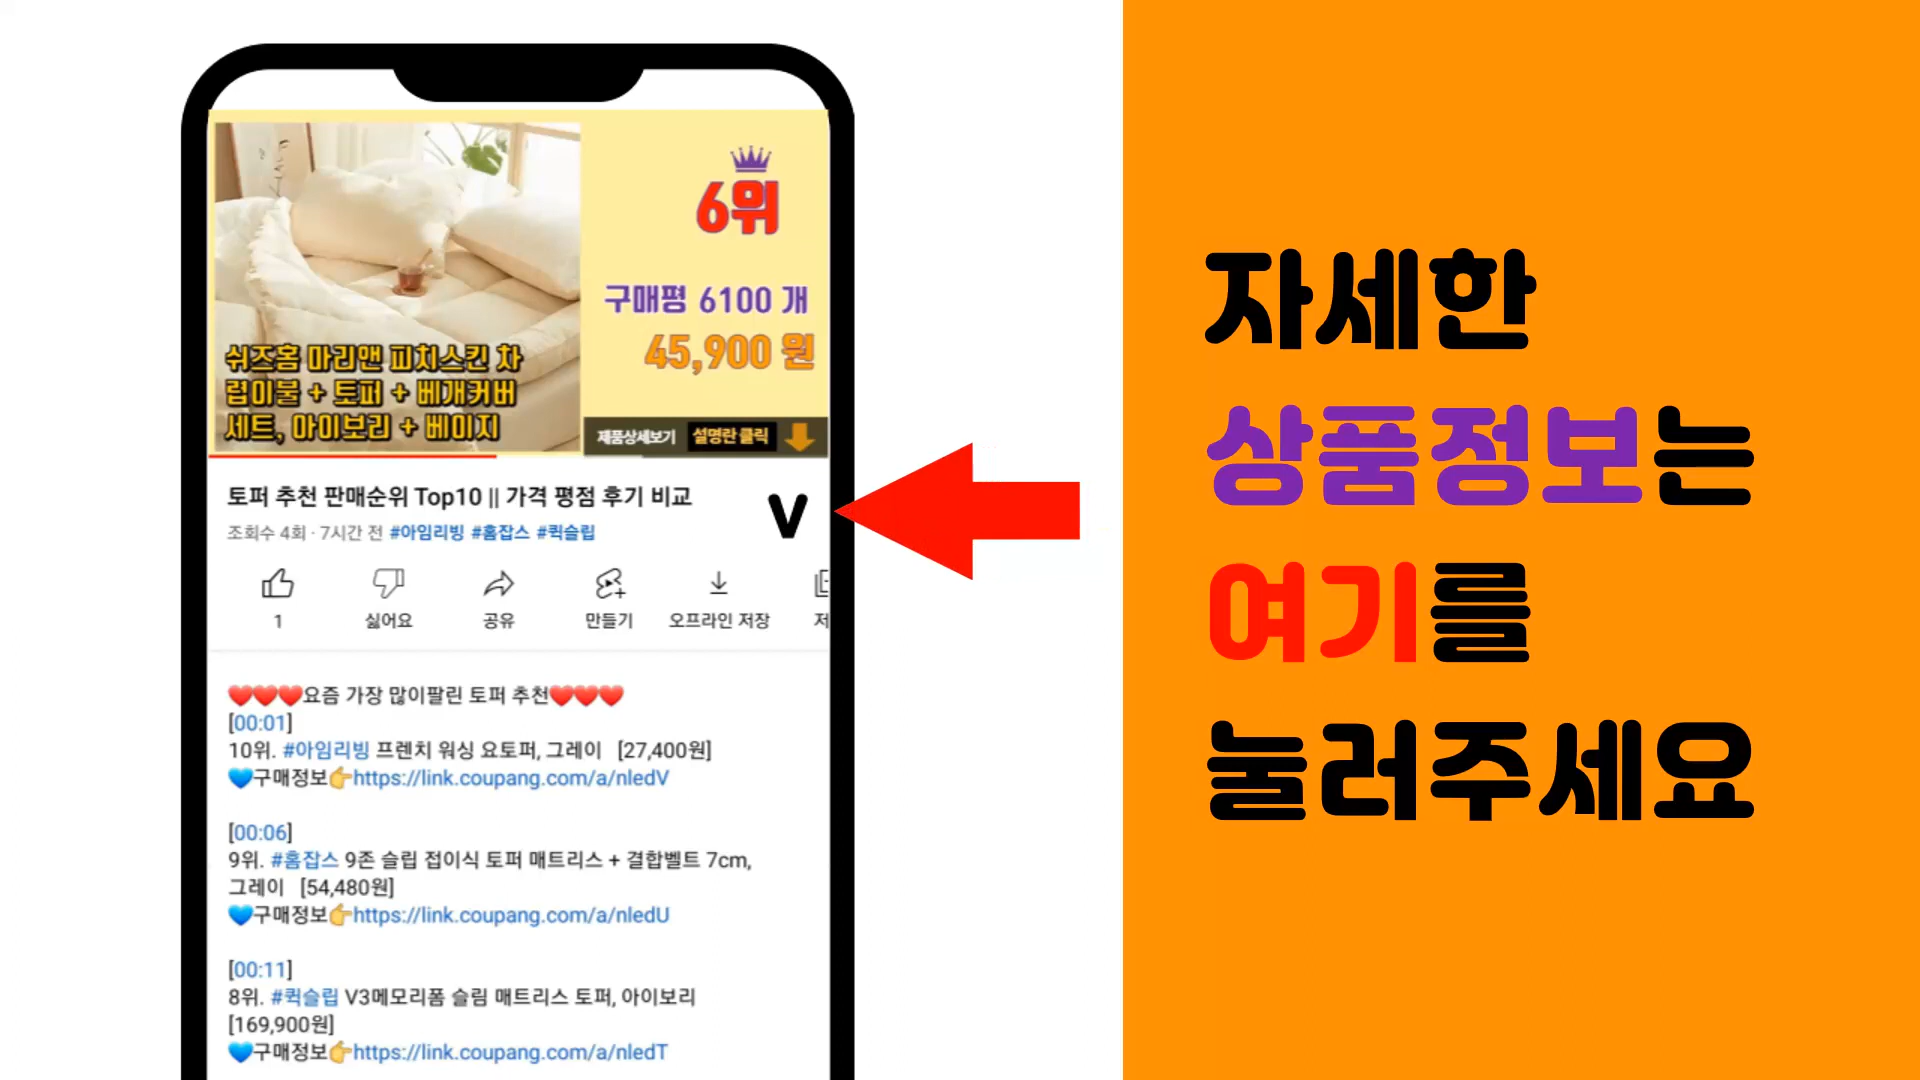 6위
구매평 6100 개
45,900 원
쉬즈홈 마리앤 피치스킨 차
렵이불 + 토퍼 + 베개커버
세트, 아이보리 + 베이지
제품상세보기 설명란 클릭
토퍼 추천 판매순위 Top10 || 가격 평점 후기 비교
V
조회수 4회 · 7시간 전 #아임리빙 #홈잡스 #퀵슬립
1 싫어요 공유 만들기 오프라인 저장 저
❤️❤️❤️요즘 가장 많이팔린 토퍼 추천❤️❤️❤️
[00:01]
10위. #아임리빙 프렌치 워싱 요토퍼, 그레이 [27,400원]
💙구매정보👉https://link.coupang.com/a/nledV
[00:06]
9위. #홈잡스 9존 슬립 접이식 토퍼 매트리스 + 결합벨트 7cm,
그레이 [54,480원]
💙구매정보👉https://link.coupang.com/a/nledU
[00:11]
8위. #퀵슬립 V3메모리폼 슬림 매트리스 토퍼, 아이보리
[169,900원]
💙구매정보👉https://link.coupang.com/a/nledT
자세한
상품정보는
여기를
눌러주세요